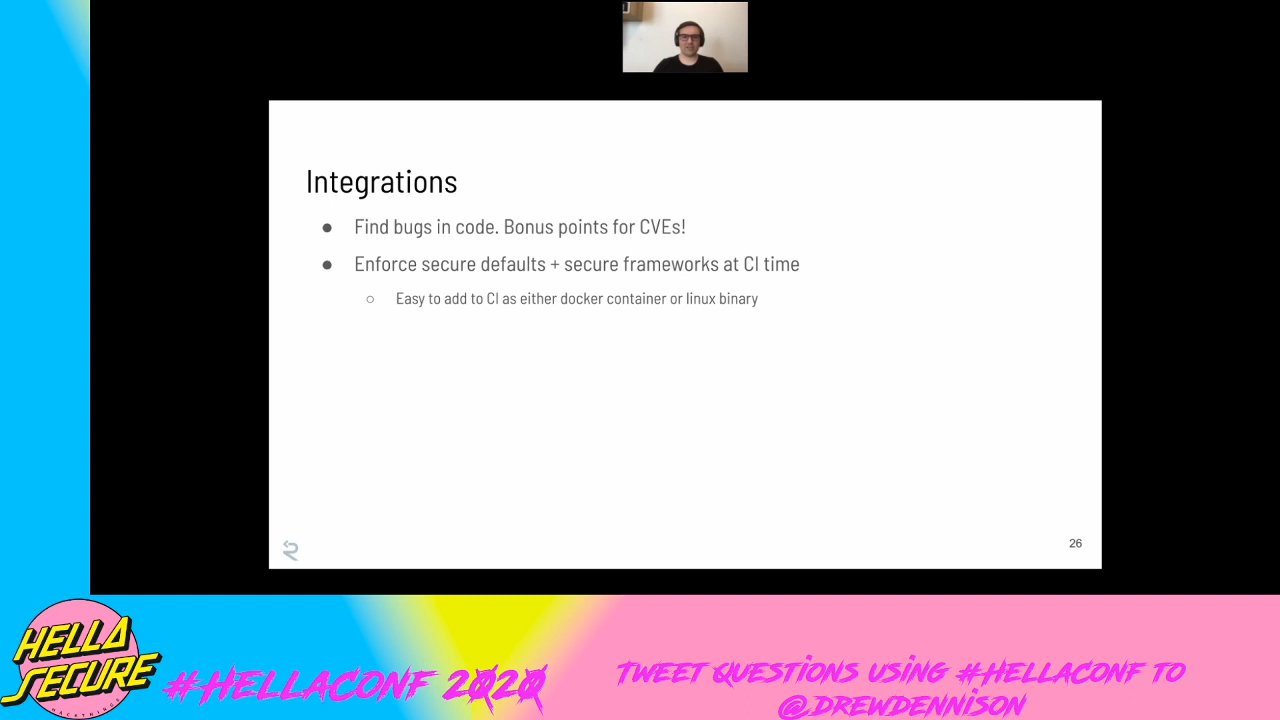 Integrations
● Find bugs in code. Bonus points for CVEs!
● Enforce secure defaults + secure frameworks at CI time
○ Easy to add to CI as either docker container or linux binary
26
HELLA
SECURE
HACKTHINGS
#HELLACONF 2020
TWEET QUESTIONS USING #HELLACONF TO
@DREWDENNISON